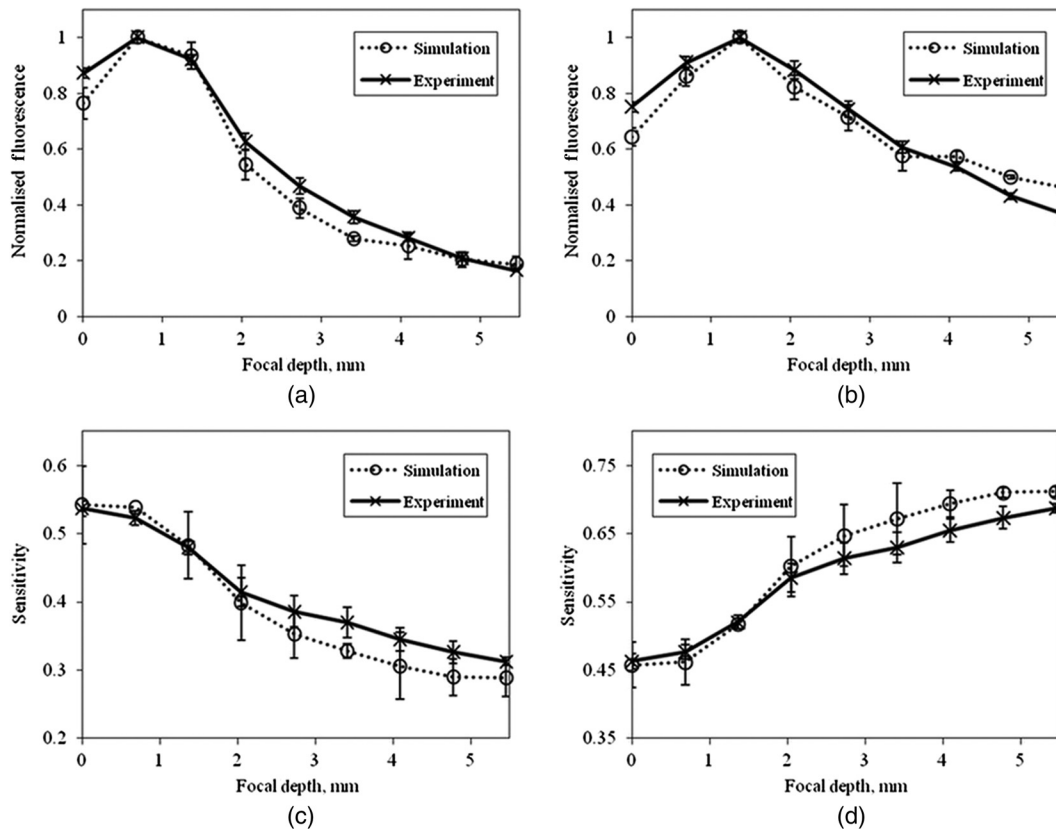 1
0.8
0.6
0.4
0.2
0
Normalised fluorescence
Simulation
Experiment
0 1 2 3 4 5
Focal depth, mm
(a)
1
0.8
0.6
0.4
0.2
0
Normalised fluorescence
Simulation
Experiment
0 1 2 3 4 5
Focal depth, mm
(b)
0.6
0.5
0.4
0.3
0.2
Sensitivity
Simulation
Experiment
0 1 2 3 4 5
Focal depth, mm
(c)
0.75
0.65
0.55
0.45
0.35
Sensitivity
Simulation
Experiment
0 1 2 3 4 5
Focal depth, mm
(d)